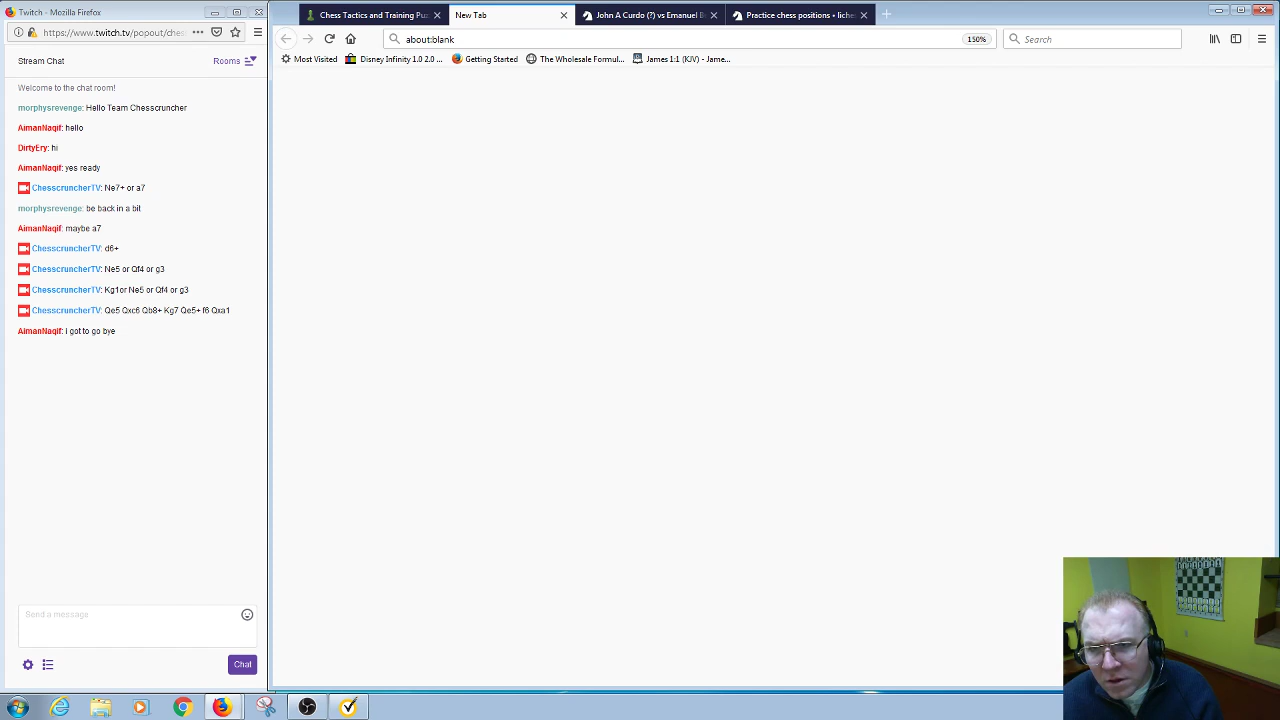 Twitch - Mozilla Firefox
https://www.twitch.tv/popout/ches
Stream Chat
Rooms
Welcome to the chat room!
morphysrevenge: Hello Team Chesscruncher
AimanNaqif: hello
DirtyEry: hi
AimanNaqif: yes ready
ChesscruncherTV: Ne7+ or a7
morphysrevenge: be back in a bit
AimanNaqif: maybe a7
ChesscruncherTV: d6+
ChesscruncherTV: Ne5 or Qf4 or g3
ChesscruncherTV: Kg1or Ne5 or Qf4 or g3
ChesscruncherTV: Qe5 Qxc6 Qb8+ Kg7 Qe5+ f6 Qxa1
AimanNaqif: i got to go bye
Send a message
Chat
Chess Tactics and Training Puz
New Tab
John A Curdo (?) vs Emanuel B
Practice chess positions • liche
about:blank
150%
Search
Most Visited
Disney Infinity 1.0 2.0 ...
Getting Started
The Wholesale Formul...
James 1:1 (KJV) - Jame...